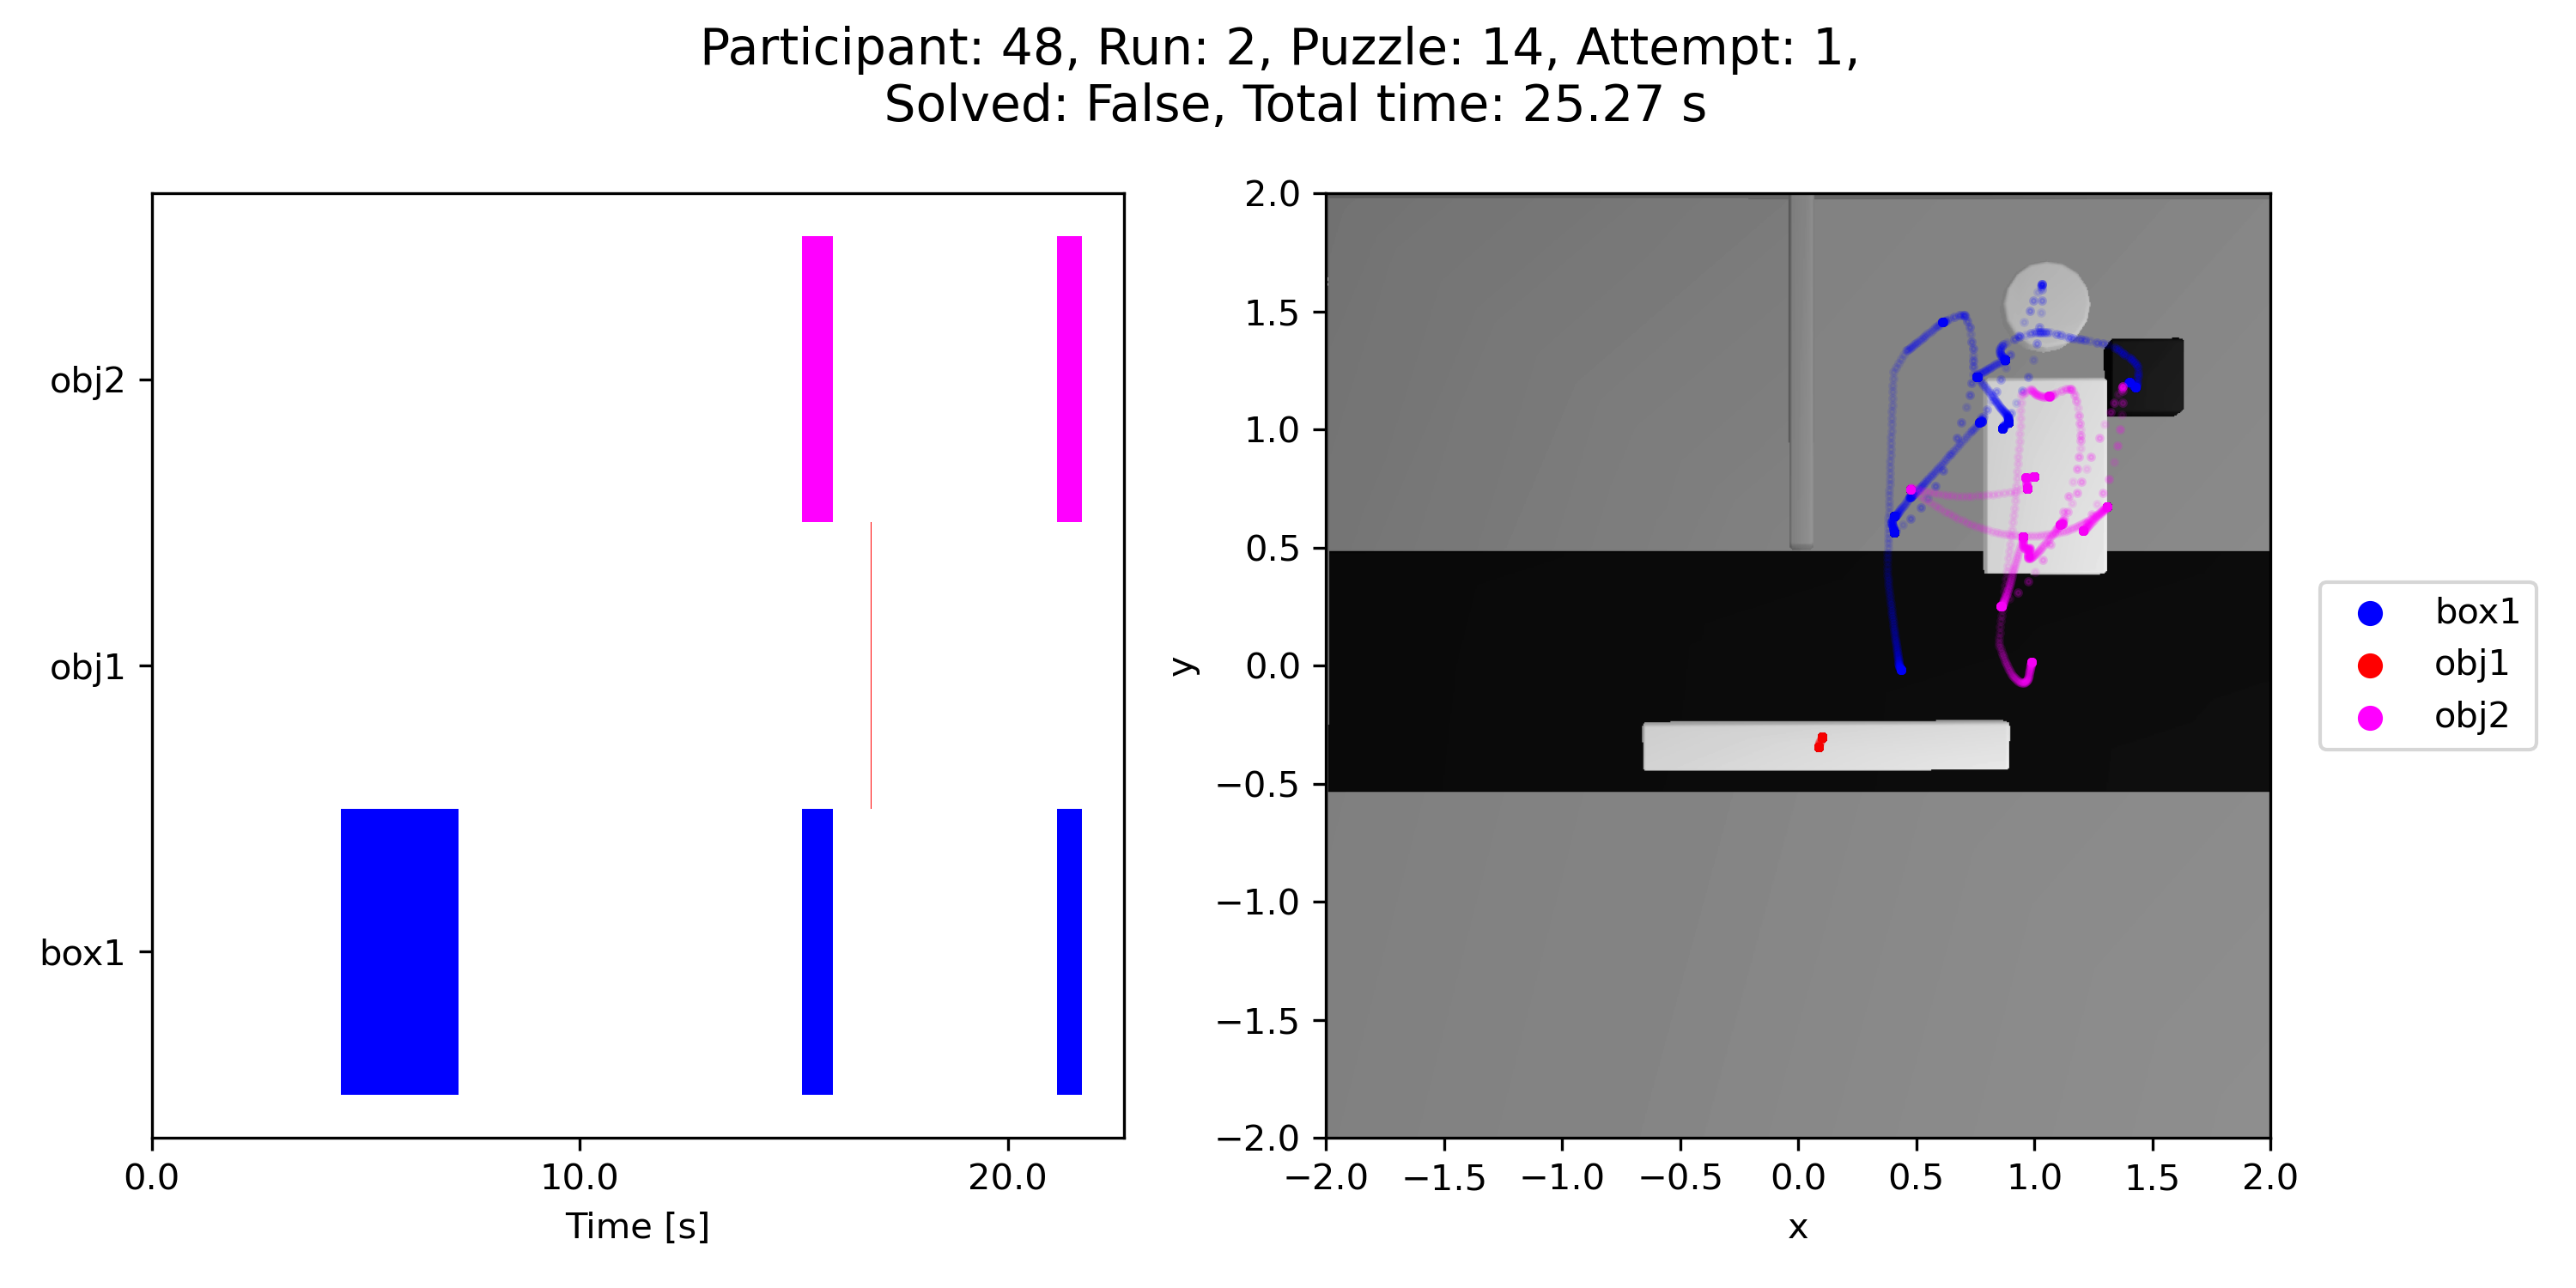 Participant: 48, Run: 2, Puzzle: 14, Attempt: 1,
Solved: False, Total time: 25.27 s
obj2
obj1
box1
0.0 10.0 20.0
Time [s]
2.0
1.5
1.0
0.5
0.0
−0.5
−1.0
−1.5
−2.0
y
−2.0 −1.5 −1.0 −0.5 0.0 0.5 1.0 1.5 2.0
x
box1
obj1
obj2